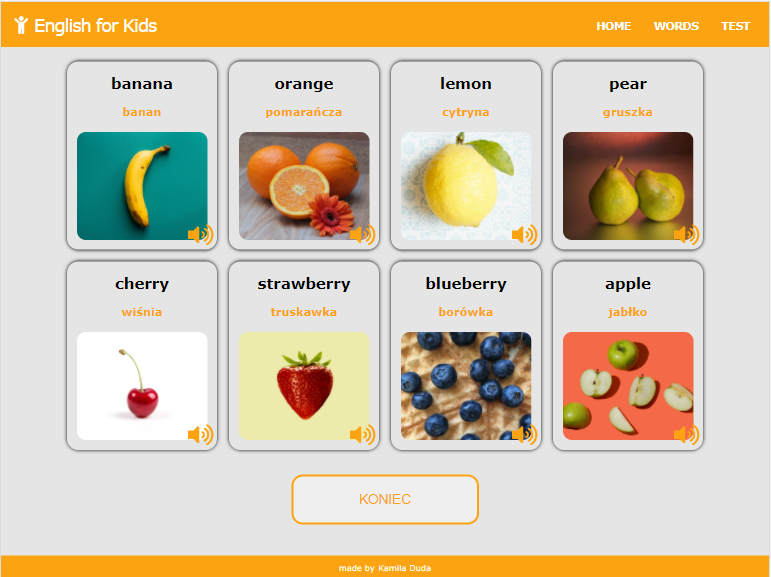 English for Kids
HOME WORDS TEST
banana orange lemon pear
banan pomarańcza cytryna gruszka
cherry strawberry blueberry apple
wiśnia truskawka borówka jabłko
KONIEC
made by Kamila Duda